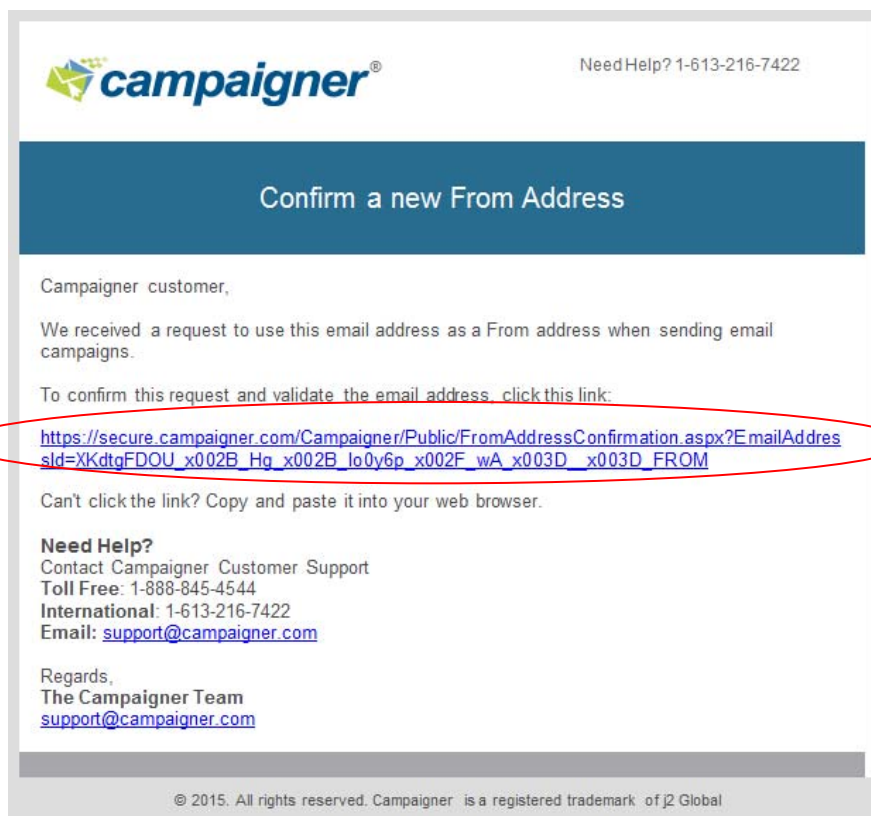 campaigner®
Need Help? 1-613-216-7422
Confirm a new From Address
Campaigner customer,
We received a request to use this email address as a From address when sending email
campaigns.
To confirm this request and validate the email address, click this link:
https://secure.campaigner.com/Campaigner/Public/FromAddressConfirmation.aspx?EmailAddres
sId=XKdtgFDOU_x002B_Hg_x002B_Io0y6p_x002F_wA_x003D__x003D_FROM
Can't click the link? Copy and paste it into your web browser.
Need Help?
Contact Campaigner Customer Support
Toll Free: 1-888-845-4544
International: 1-613-216-7422
Email: support@campaigner.com
Regards,
The Campaigner Team
support@campaigner.com
© 2015. All rights reserved. Campaigner is a registered trademark of j2 Global